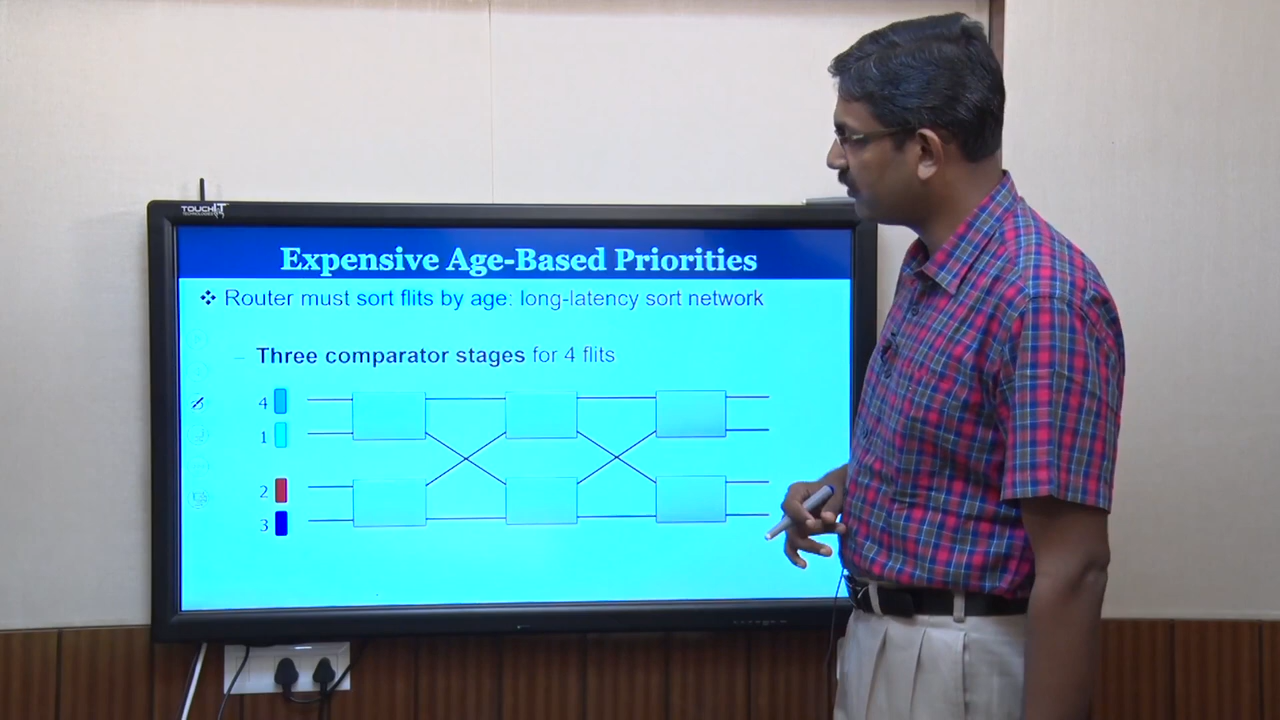 TOUCHIT
TECHNOLOGIES
Expensive Age-Based Priorities
❖ Router must sort flits by age: long-latency sort network
– Three comparator stages for 4 flits
4
1
2
3